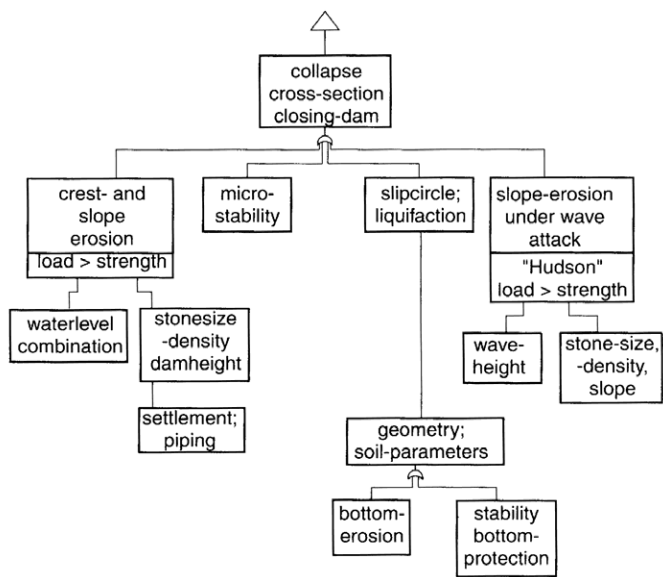 collapse
cross-section
closing-dam
crest- and
slope
erosion
load > strength
micro-
stability
slipcircle;
liquifaction
slope-erosion
under wave
attack
"Hudson"
load > strength
waterlevel
combination
stonesize
-density
damheight
wave-
height
stone-size,
-density,
slope
settlement;
piping
geometry;
soil-parameters
bottom-
erosion
stability
bottom-
protection